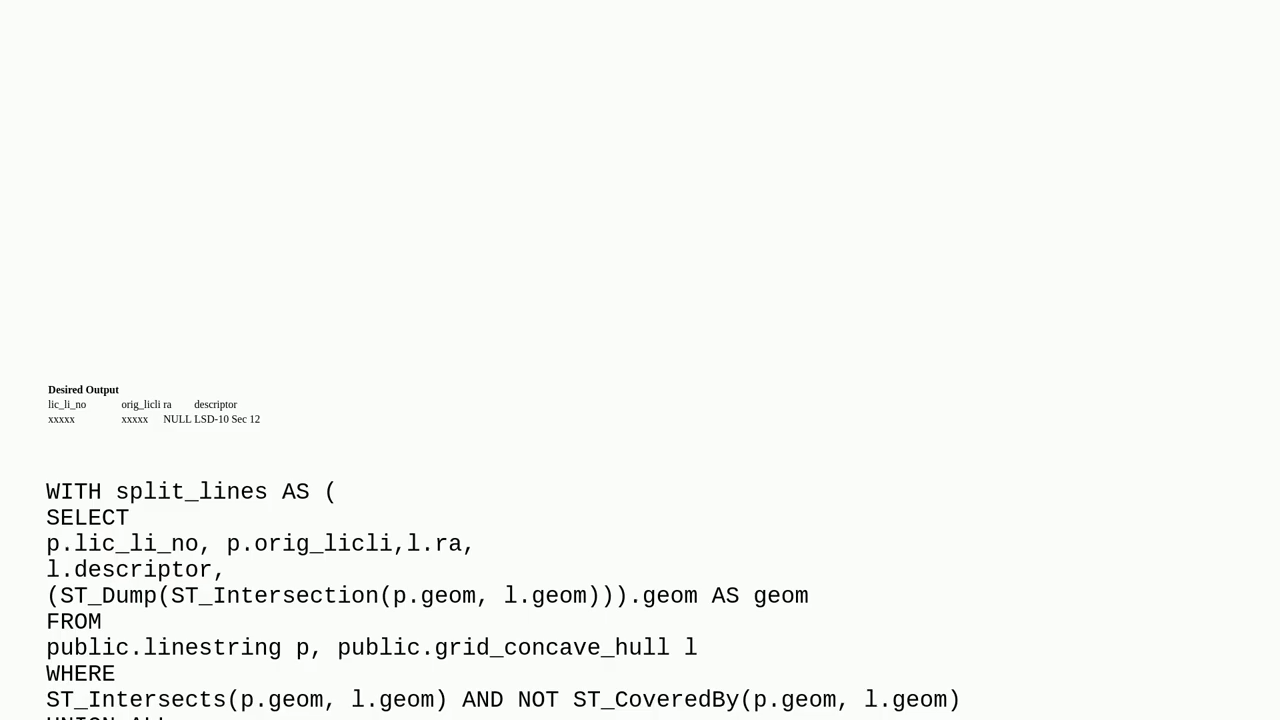 Desired Output
lic_li_no orig_licli ra descriptor
xxxxx xxxxx NULL LSD-10 Sec 12
WITH split_lines AS (
SELECT
p.lic_li_no, p.orig_licli,l.ra,
l.descriptor,
(ST_Dump(ST_Intersection(p.geom, l.geom))).geom AS geom
FROM
public.linestring p, public.grid_concave_hull l
WHERE
ST_Intersects(p.geom, l.geom) AND NOT ST_CoveredBy(p.geom, l.geom)
UNION ALL